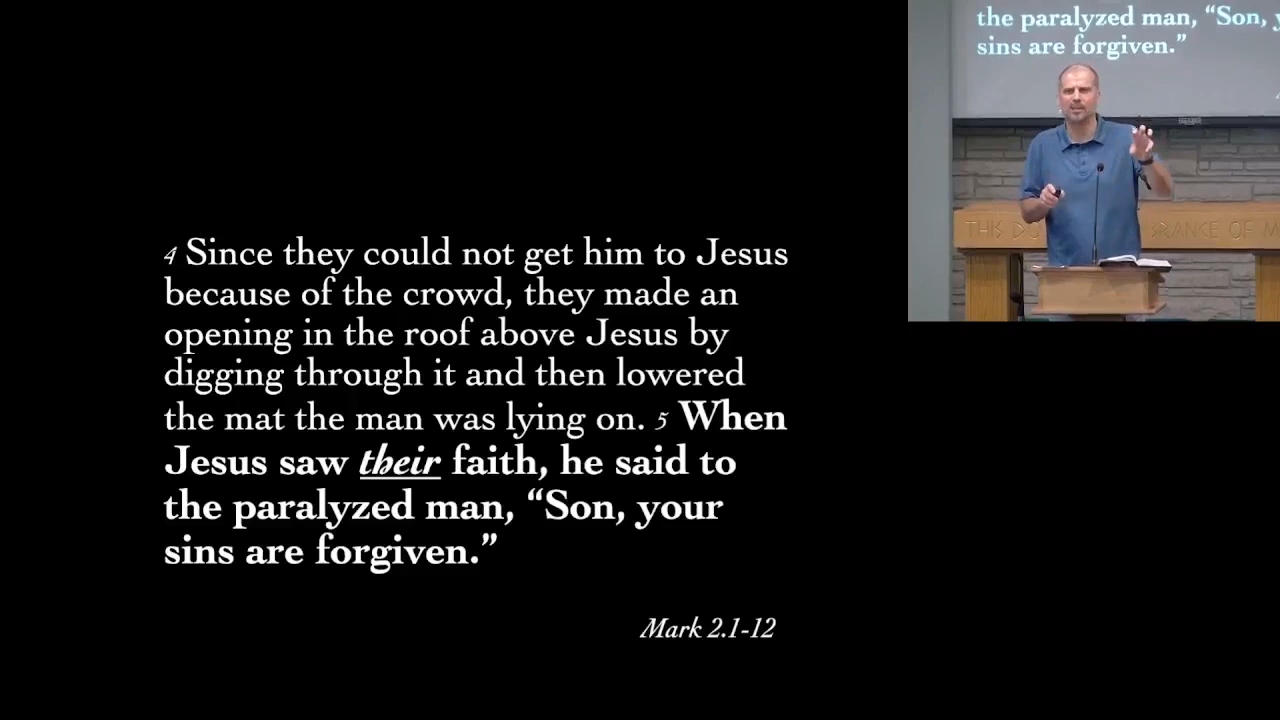 4 Since they could not get him to Jesus
because of the crowd, they made an
opening in the roof above Jesus by
digging through it and then lowered
the mat the man was lying on. 5 When
Jesus saw their faith, he said to
the paralyzed man, “Son, your
sins are forgiven.”
Mark 2.1-12
the paralyzed man, “Son,
sins are forgiven.”
THIS DO OF